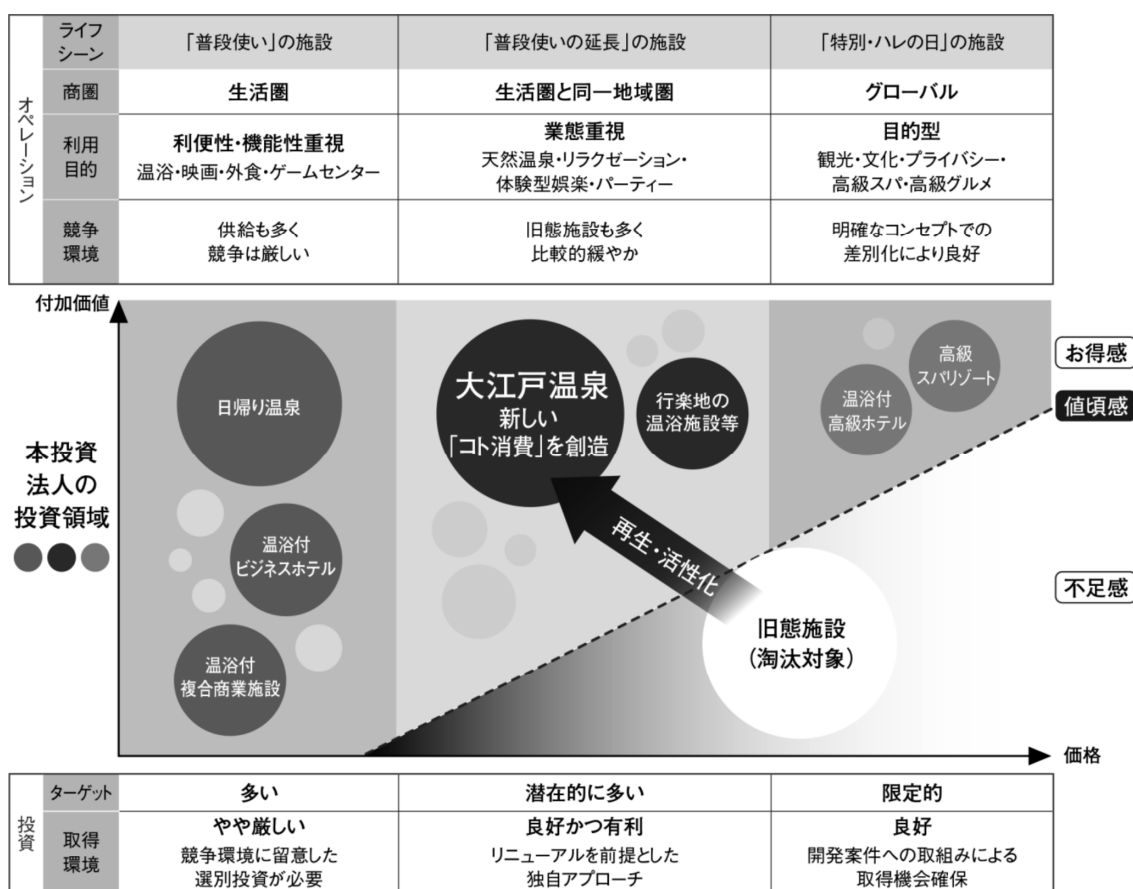 オペレーション
ライフ
シーン
「普段使い」の施設
「普段使いの延長」の施設
「特別・ハレの日」の施設
商圏
生活圏
生活圏と同一地域圏
グローバル
利用
目的
利便性・機能性重視
温浴・映画・外食・ゲームセンター
業態重視
天然温泉・リラクゼーション・
体験型娯楽・パーティー
目的型
観光・文化・プライバシー・
高級スパ・高級グルメ
競争
環境
供給も多く
競争は厳しい
旧態施設も多く
比較的緩やか
明確なコンセプトでの
差別化により良好
付加価値
日帰り温泉
大江戸温泉
新しい
「コト消費」を創造
行楽地の
温浴施設等
温浴付
高級ホテル
高級
スパリゾート
お得感
値頃感
本投資
法人の
投資領域
温浴付
ビジネスホテル
再生・活性化
不足感
旧態施設
(淘汰対象)
温浴付
複合商業施設
価格
投資
ターゲット
多い
潜在的に多い
限定的
取得
環境
やや厳しい
競争環境に留意した
選別投資が必要
良好かつ有利
リニューアルを前提とした
独自アプローチ
良好
開発案件への取組みによる
取得機会確保